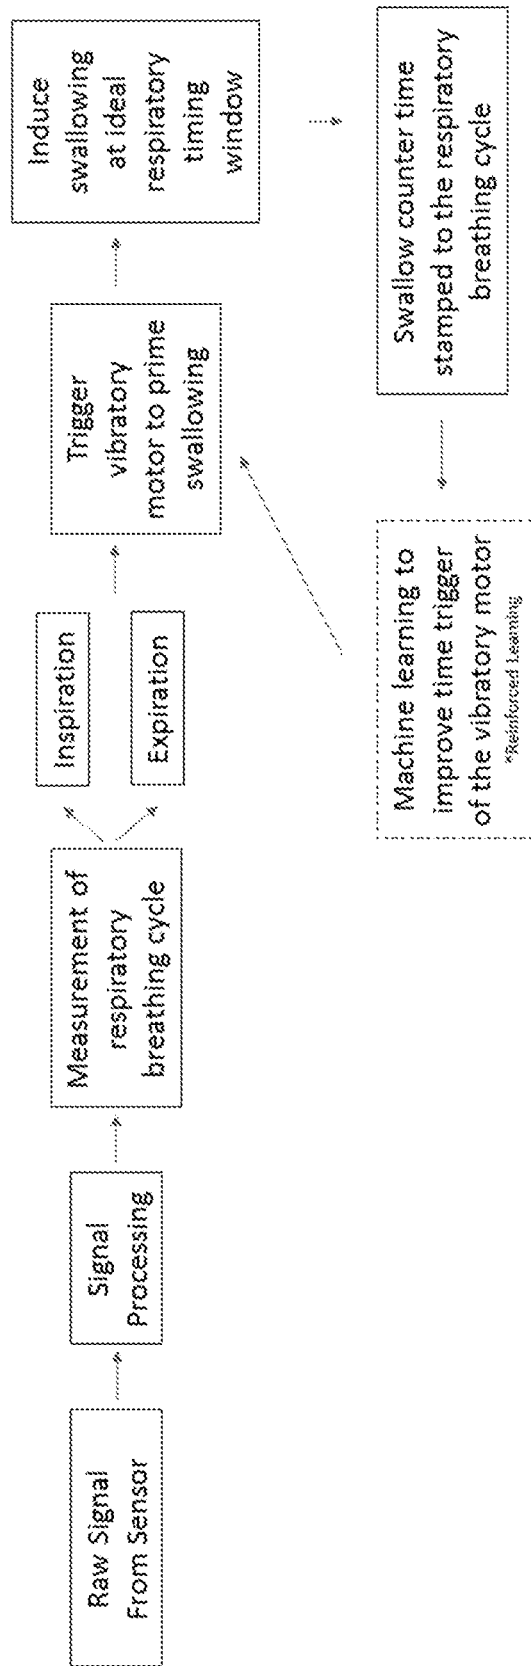 Raw Signal
From Sensor
Signal
Processing
Measurement of
respiratory
breathing cycle
Inspiration
Expiration
Trigger
vibratory
motor to prime
swallowing
Induce
swallowing
at ideal
respiratory
timing
window
Swallow counter time
stamped to the respiratory
breathing cycle
Machine learning to
improve time trigger
of the vibratory motor
*Reinforced Learning